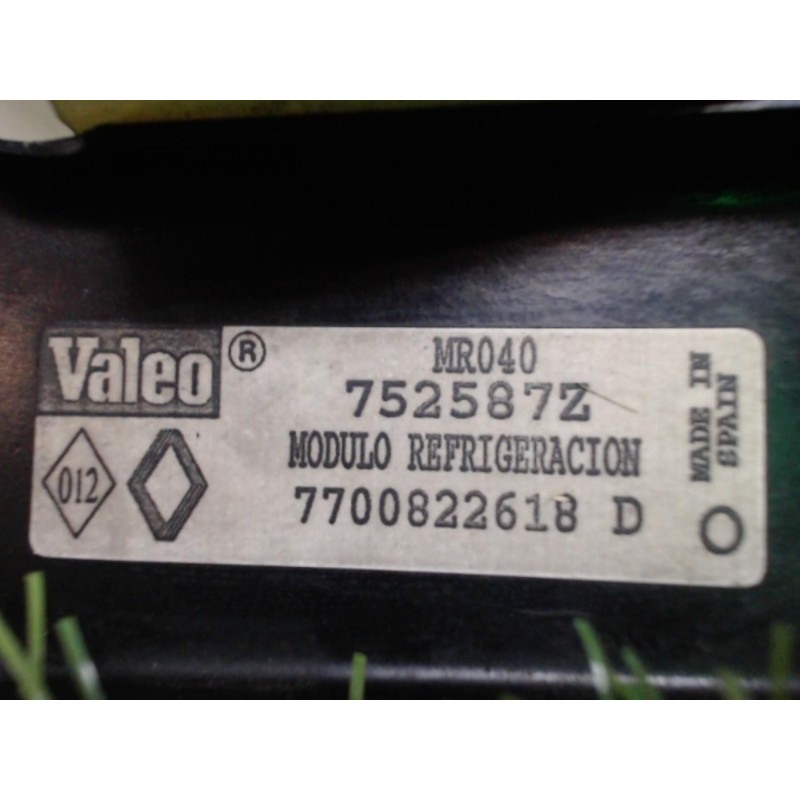 Valeo ®
MR040
752587Z
MODULO REFRIGERACION
7700822618 D
012
MADE IN
SPAIN